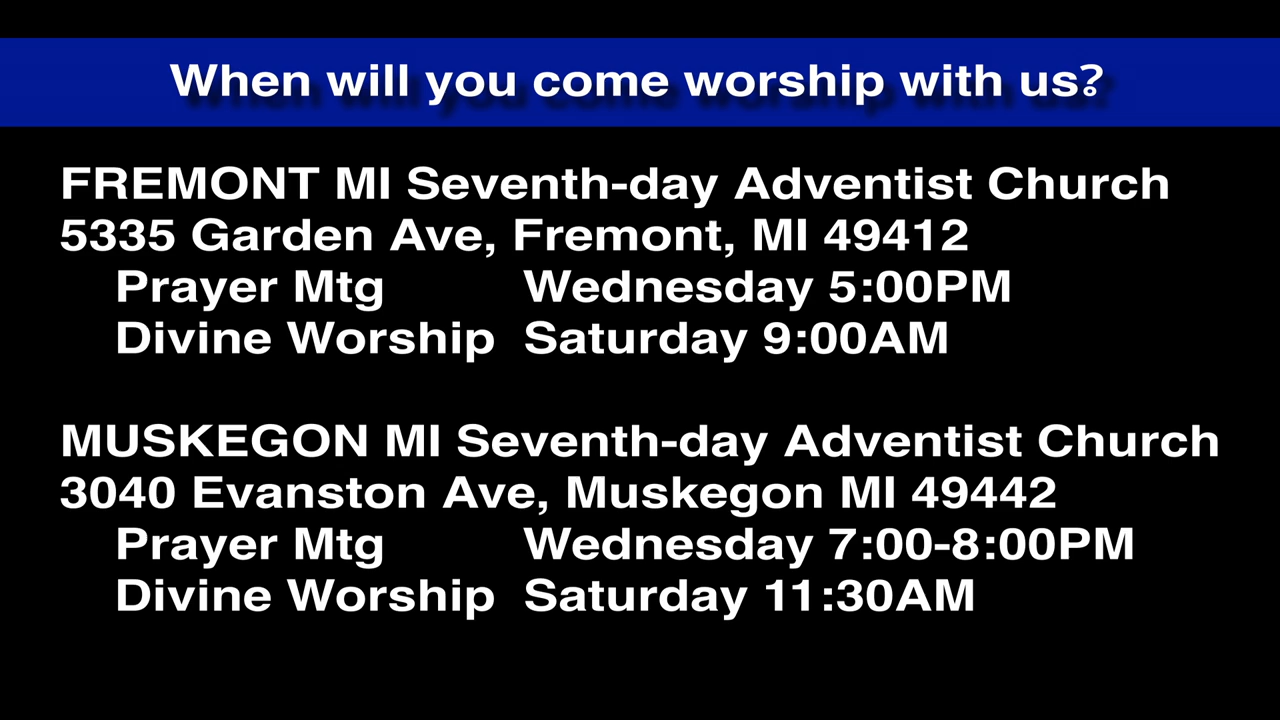 When will you come worship with us?
FREMONT MI Seventh-day Adventist Church
5335 Garden Ave, Fremont, MI 49412
Prayer Mtg Wednesday 5:00PM
Divine Worship Saturday 9:00AM
MUSKEGON MI Seventh-day Adventist Church
3040 Evanston Ave, Muskegon MI 49442
Prayer Mtg Wednesday 7:00-8:00PM
Divine Worship Saturday 11:30AM